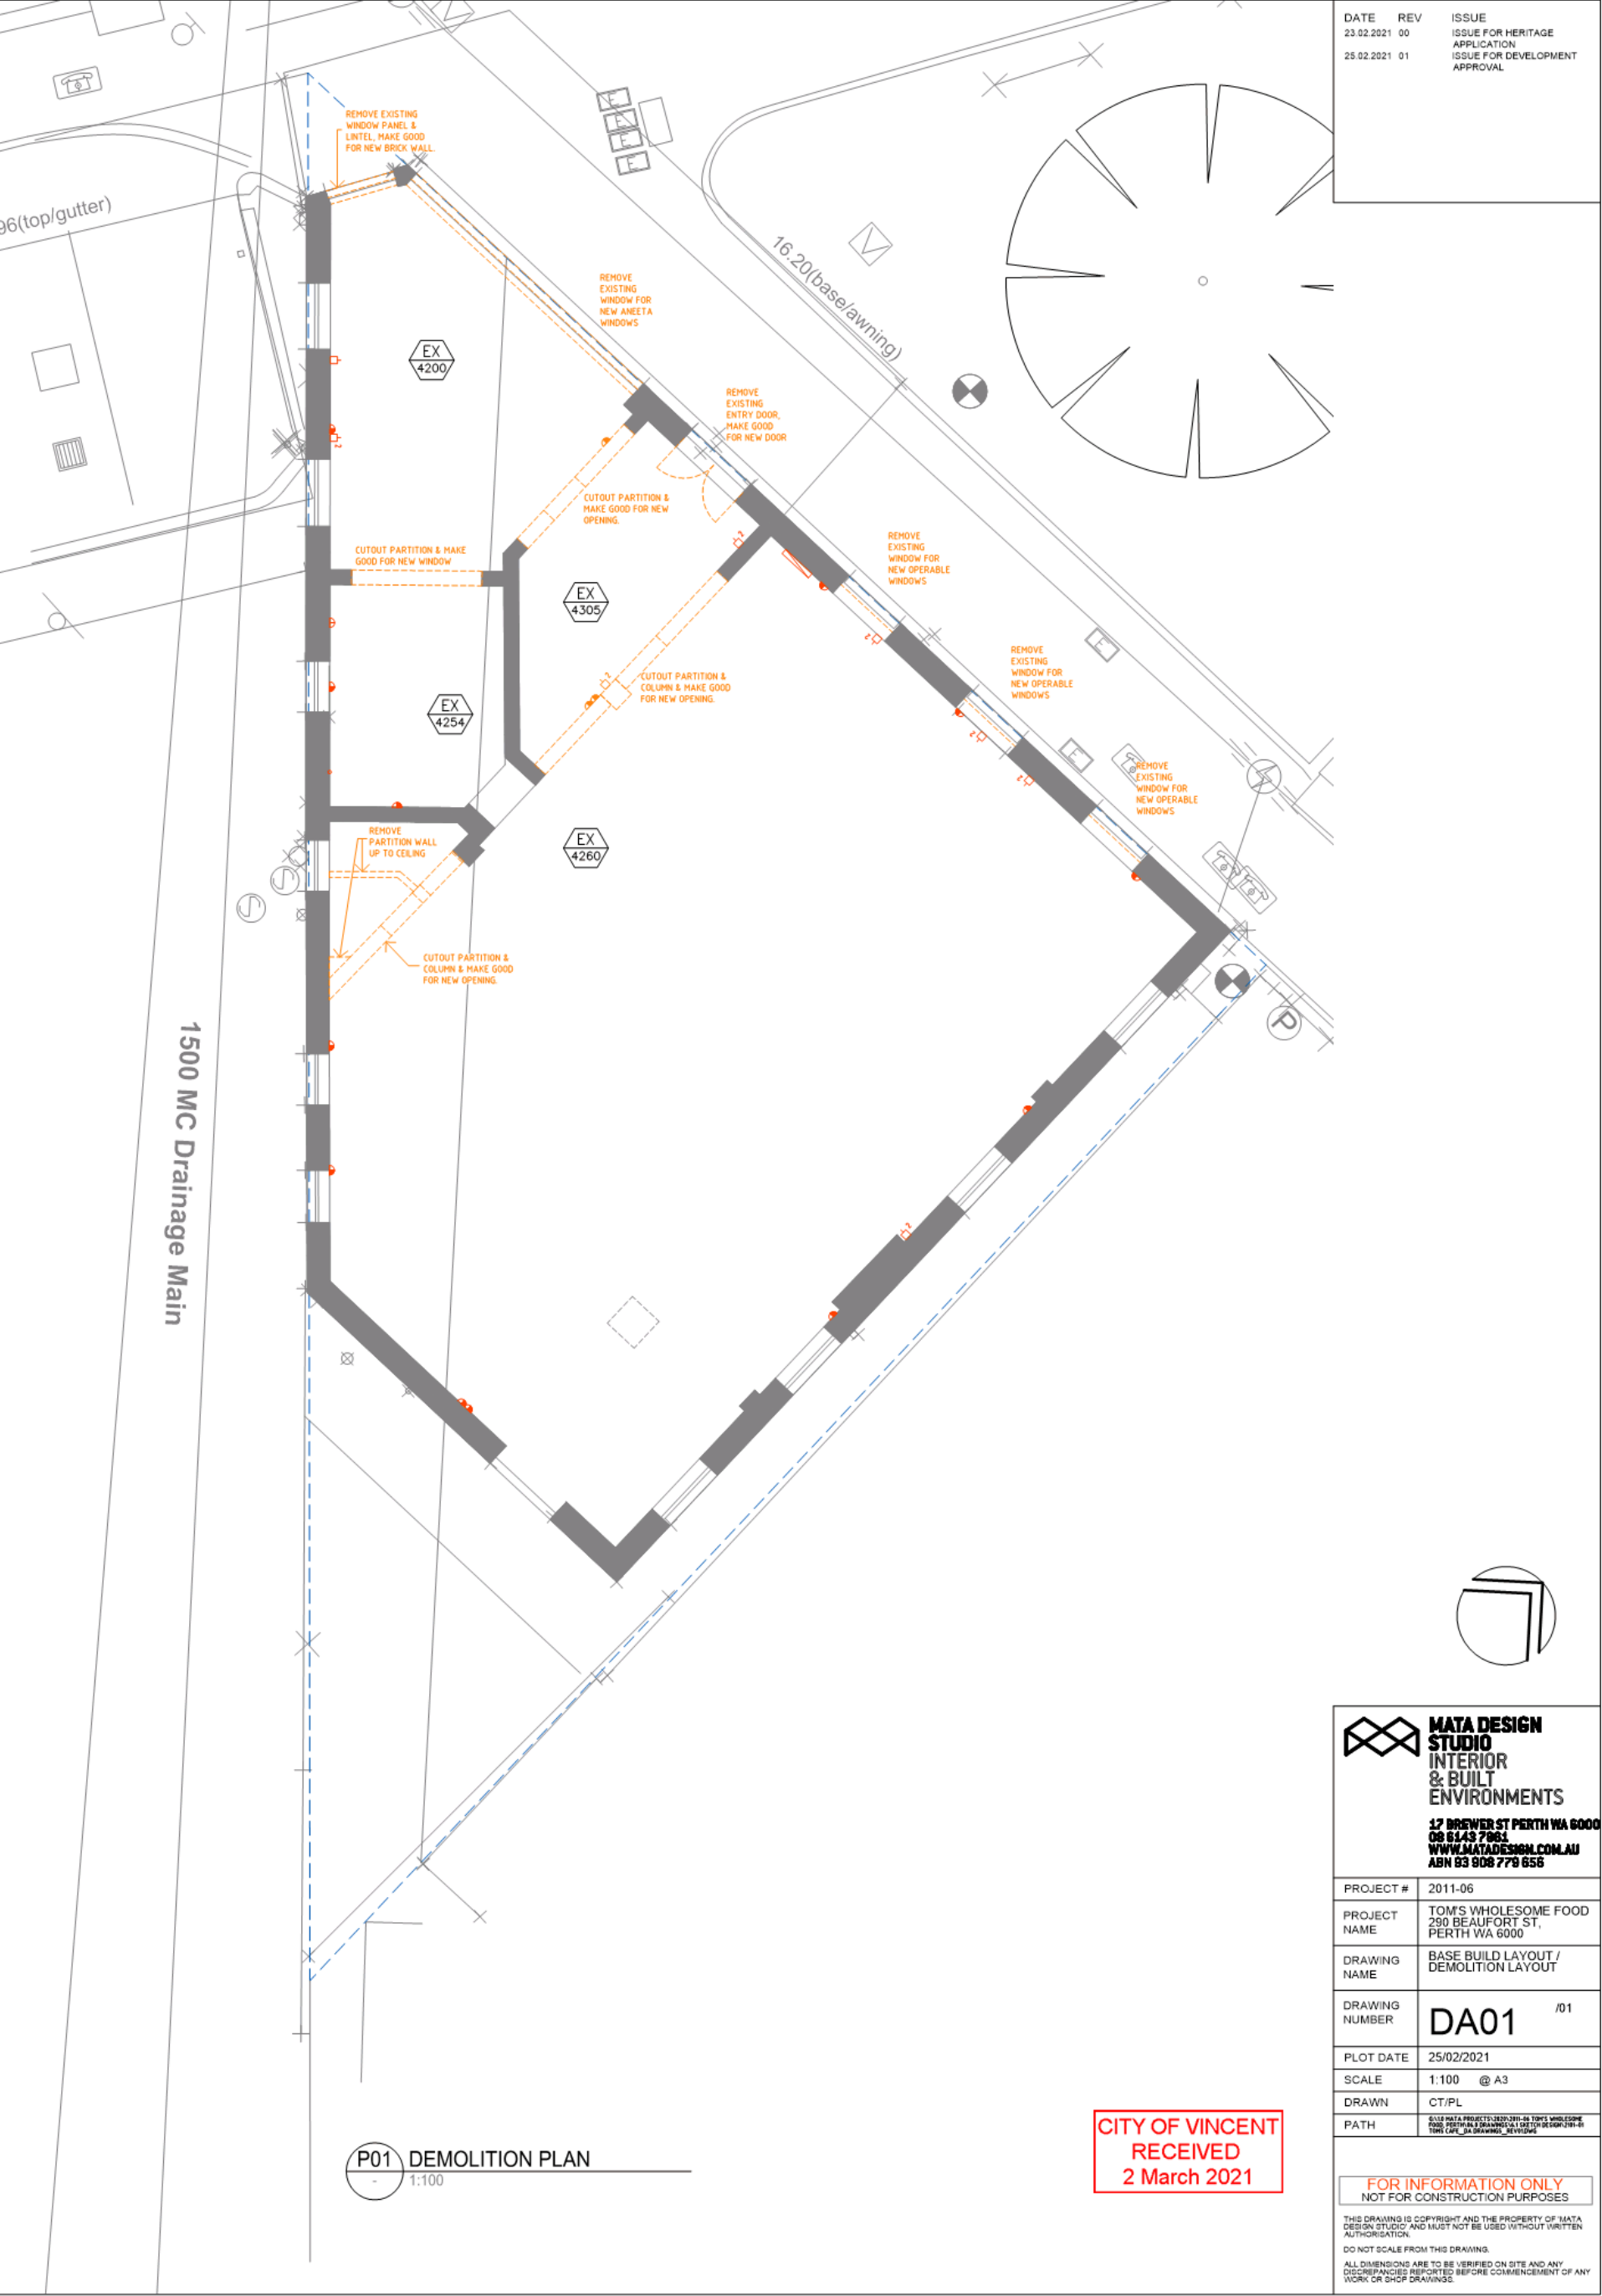 DATE REV ISSUE
23.02.2021 00 ISSUE FOR HERITAGE
APPLICATION
25.02.2021 01 ISSUE FOR DEVELOPMENT
APPROVAL
REMOVE EXISTING
WINDOW PANEL &
LINTEL, MAKE GOOD
FOR NEW BRICK WALL.
96(top/gutter)
E
E
E
E
V
V
16.20(base/awning)
REMOVE
EXISTING
WINDOW FOR
NEW ANEETA
WINDOWS
EX
4200
REMOVE
EXISTING
ENTRY DOOR,
MAKE GOOD
FOR NEW DOOR
2
CUTOUT PARTITION &
MAKE GOOD FOR NEW
OPENING.
CUTOUT PARTITION & MAKE
GOOD FOR NEW WINDOW
2
REMOVE
EXISTING
WINDOW FOR
NEW OPERABLE
WINDOWS
EX
4305
2
E
REMOVE
EXISTING
WINDOW FOR
NEW OPERABLE
WINDOWS
2
CUTOUT PARTITION &
COLUMN & MAKE GOOD
FOR NEW OPENING.
EX
4254
2
E
2
REMOVE
EXISTING
WINDOW FOR
NEW OPERABLE
WINDOWS
REMOVE
PARTITION WALL
UP TO CEILING
EX
4260
S
S
CUTOUT PARTITION &
COLUMN & MAKE GOOD
FOR NEW OPENING.
P
1500 MC Drainage Main
2
MATA DESIGN
STUDIO
INTERIOR
& BUILT
ENVIRONMENTS
17 BREWER ST PERTH WA 6000
08 6143 7861
WWW.MATADESIGN.COM.AU
ABN 93 908 779 656
PROJECT # 2011-06
PROJECT NAME TOM'S WHOLESOME FOOD
290 BEAUFORT ST,
PERTH WA 6000
DRAWING NAME BASE BUILD LAYOUT /
DEMOLITION LAYOUT
DRAWING NUMBER DA01 /01
PLOT DATE 25/02/2021
SCALE 1:100 @ A3
DRAWN CT/PL
PATH
P01 DEMOLITION PLAN
- 1:100
CITY OF VINCENT
RECEIVED
2 March 2021
FOR INFORMATION ONLY
NOT FOR CONSTRUCTION PURPOSES
THIS DRAWING IS COPYRIGHT AND THE PROPERTY OF 'MATA
DESIGN STUDIO' AND MUST NOT BE USED WITHOUT WRITTEN
AUTHORISATION.
DO NOT SCALE FROM THIS DRAWING.
ALL DIMENSIONS ARE TO BE VERIFIED ON SITE AND ANY
DISCREPANCIES REPORTED BEFORE COMMENCEMENT OF ANY
WORK OR SHOP DRAWINGS.